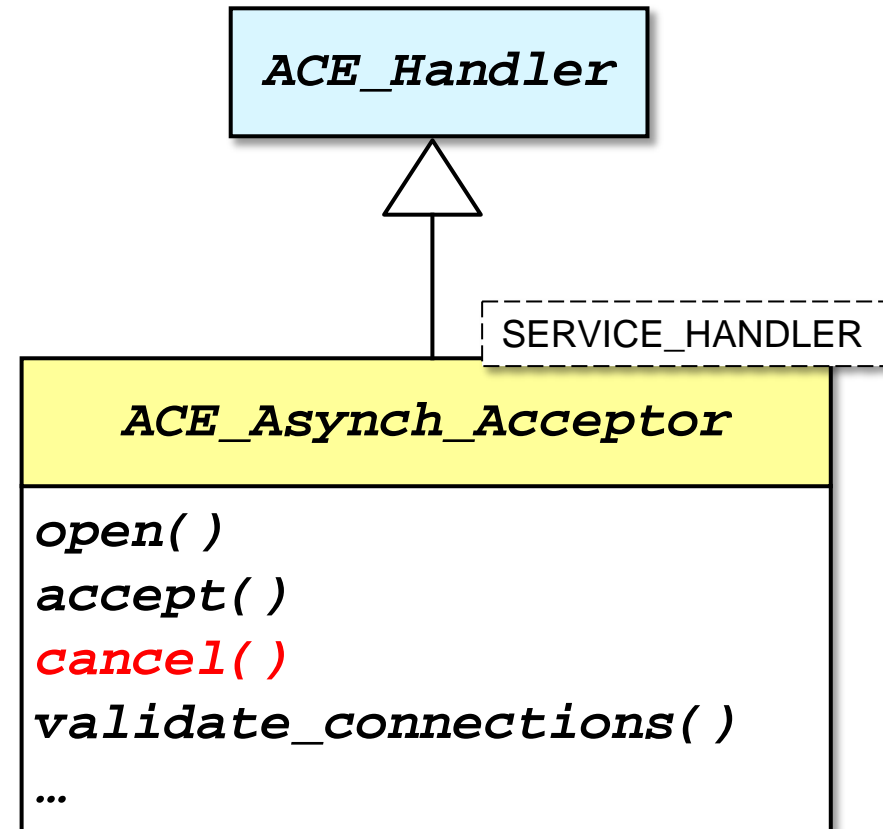 ACE_Handler
SERVICE_HANDLER
ACE_Asynch_Acceptor
open()
accept()
cancel()
validate_connections()
…